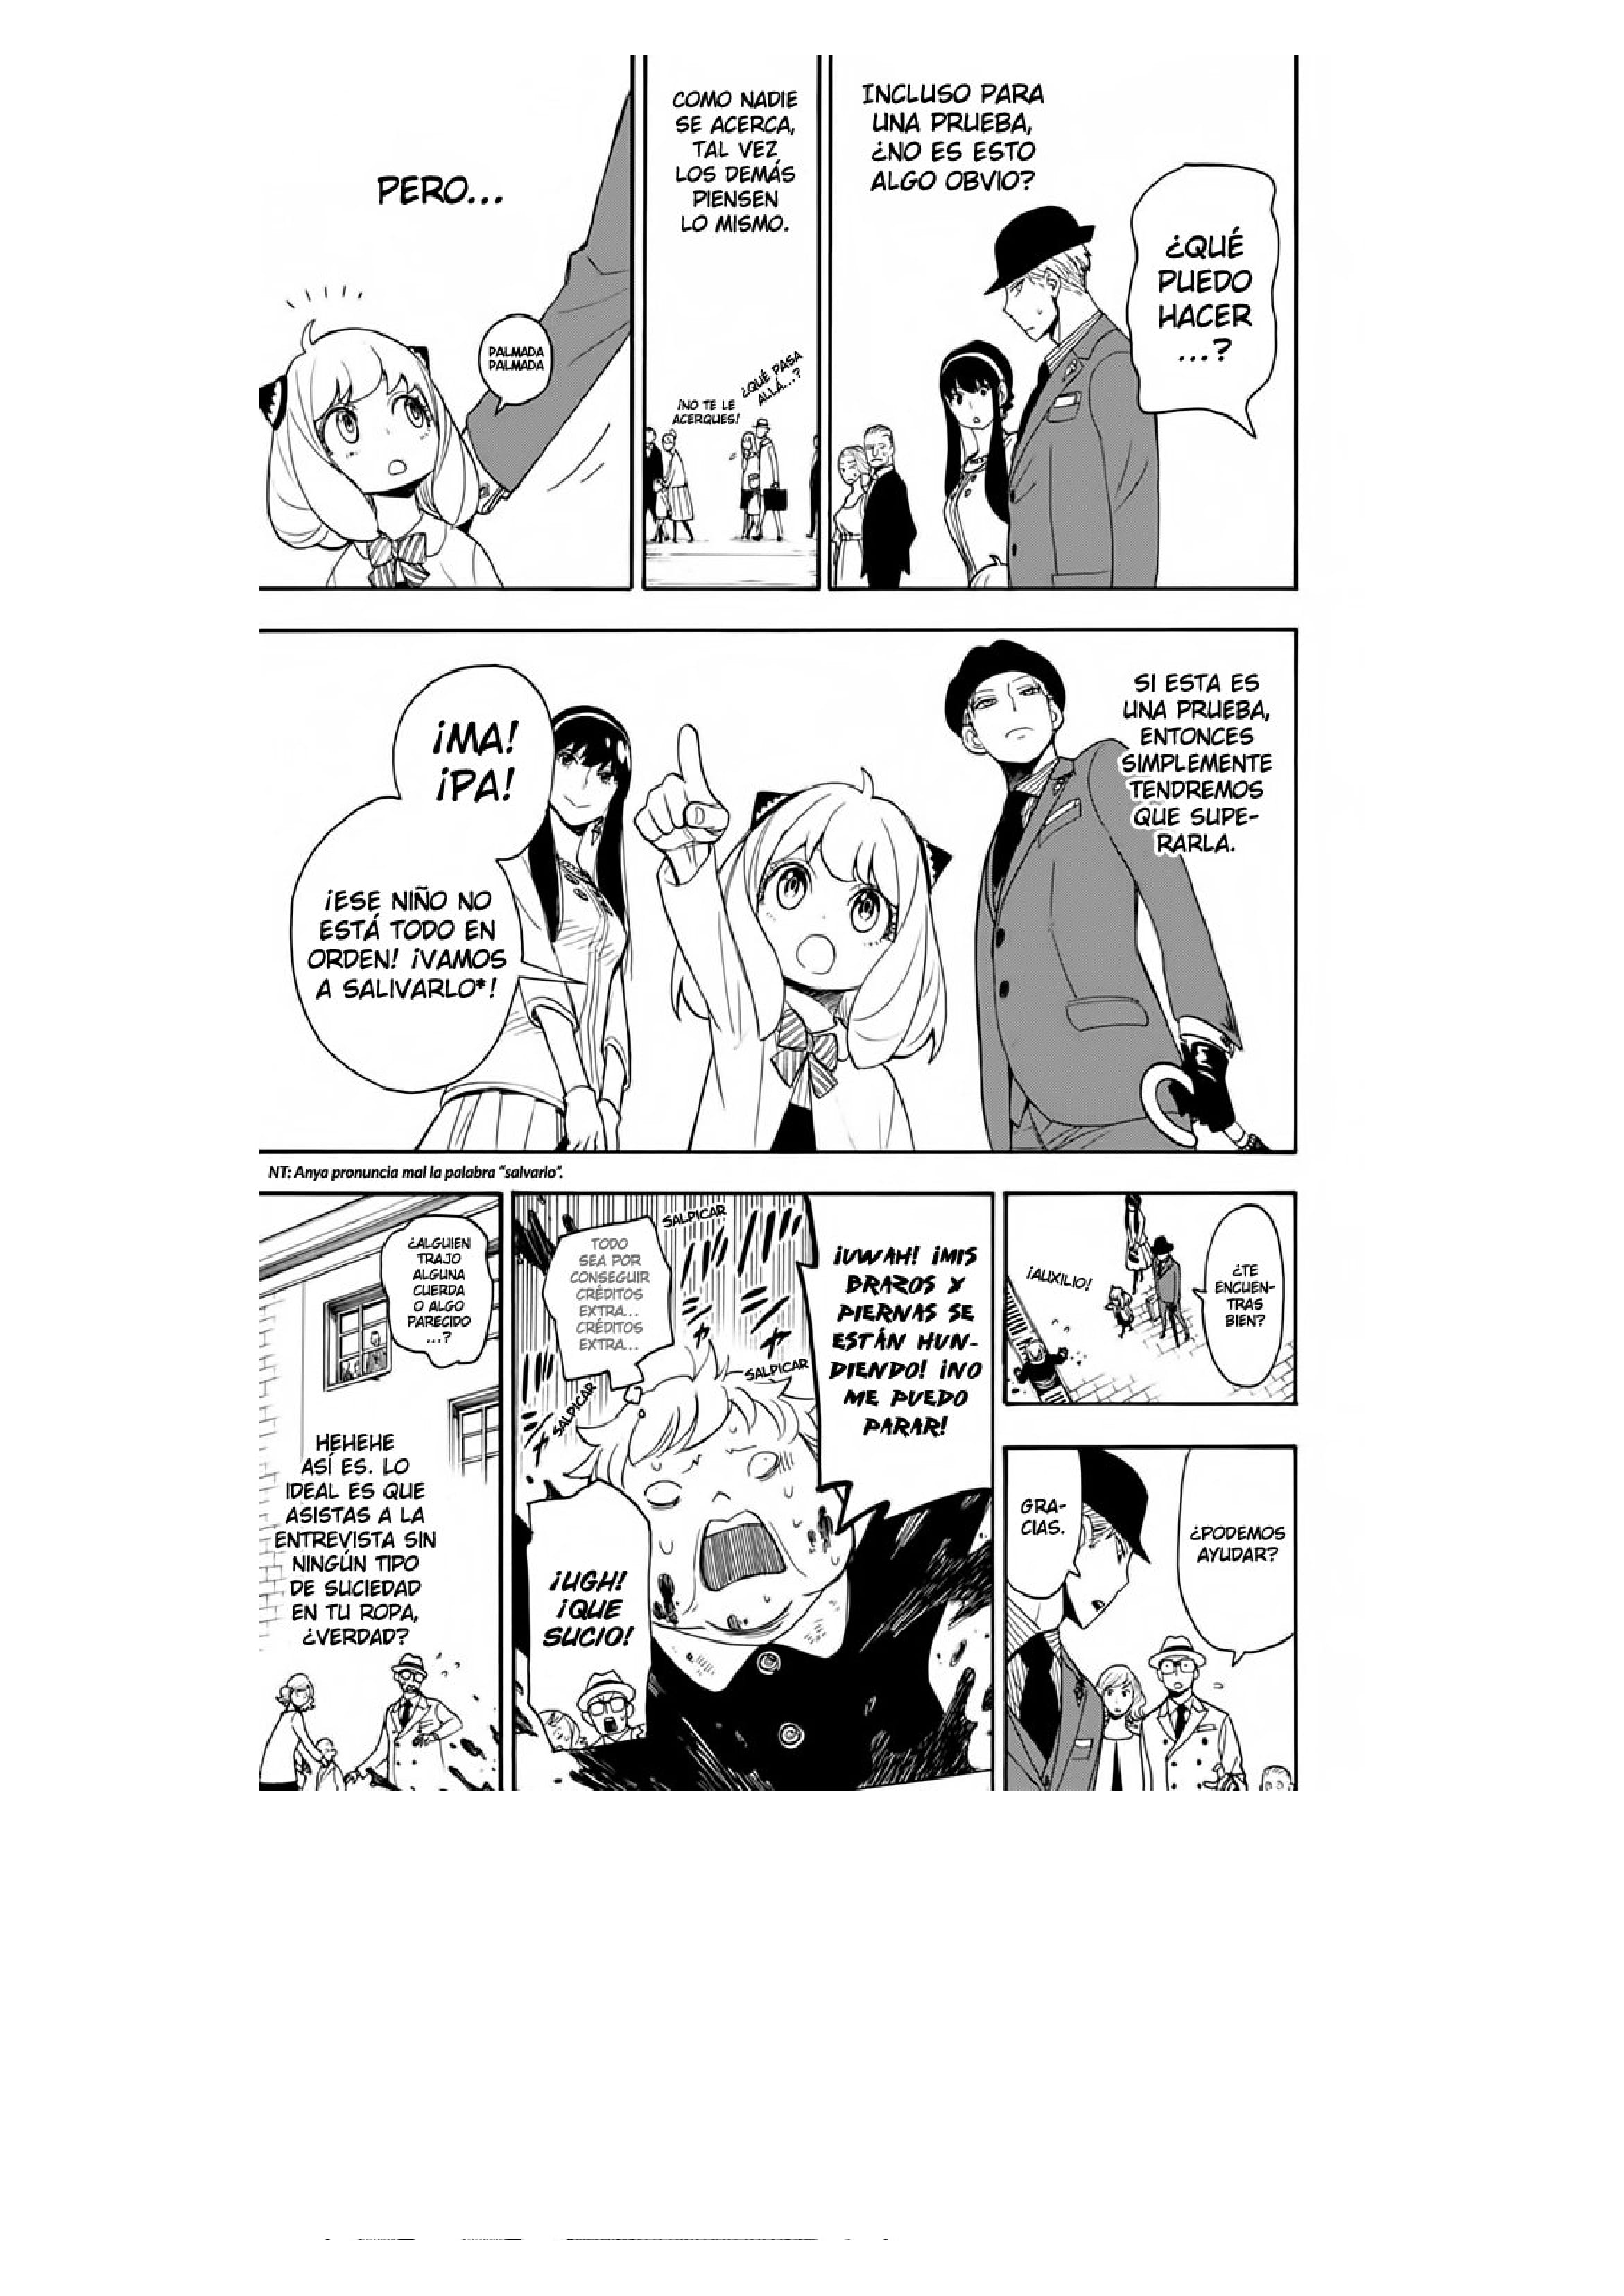 INCLUSO PARA
UNA PRUEBA,
¿NO ES ESTO
ALGO OBVIO?
¿QUÉ
PUEDO
HACER
...?
COMO NADIE
SE ACERCA,
TAL VEZ
LOS DEMÁS
PIENSEN
LO MISMO.
¿QUÉ PASA
ALLÁ...?
¡NO TE LE
ACERQUES!
PERO...
PALMADA
PALMADA
SI ESTA ES
UNA PRUEBA,
ENTONCES
SIMPLEMENTE
TENDREMOS
QUE SUPE-
RARLA.
¡MA!
¡PA!
¡ESE NIÑO NO
ESTÁ TODO EN
ORDEN! ¡VAMOS
A SALIVARLO*!
NT: Anya pronuncia mal la palabra "salvarlo".
¿TE
ENCUEN-
TRAS
BIEN?
¡AUXILIO!
¿PODEMOS
AYUDAR?
GRA-
CIAS.
¡UWAH! ¡MIS
BRAZOS Y
PIERNAS SE
ESTÁN HUN-
DIENDO! ¡NO
ME PUEDO
PARAR!
SALPICAR
TODO
SEA POR
CONSEGUIR
CRÉDITOS
EXTRA...
CRÉDITOS
EXTRA...
SALPICAR
SALPICAR
¡UGH!
¡QUE
SUCIO!
¿ALGUIEN
TRAJO
ALGUNA
CUERDA
O ALGO
PARECIDO
...?
HEHEHE
ASÍ ES. LO
IDEAL ES QUE
ASISTAS A LA
ENTREVISTA SIN
NINGÚN TIPO
DE SUCIEDAD
EN TU ROPA,
¿VERDAD?